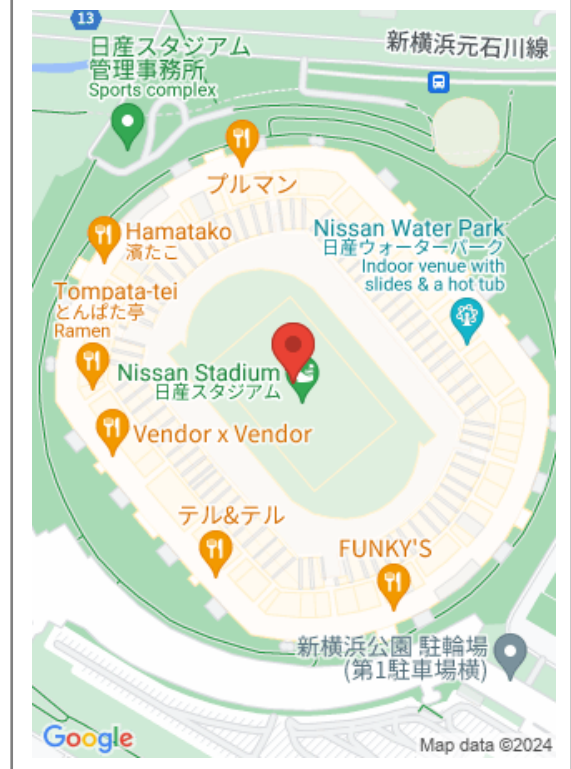 13
日産スタジアム
管理事務所
Sports complex
新横浜元石川線
プルマン
Hamatako
濱たこ
Nissan Water Park
日産ウォーターパーク
Indoor venue with
slides & a hot tub
Tompata-tei
とんぱた亭
Ramen
Nissan Stadium
日産スタジアム
Vendor x Vendor
テル&テル
FUNKY'S
新横浜公園 駐輪場
(第1駐車場横)
Google
Map data ©2024